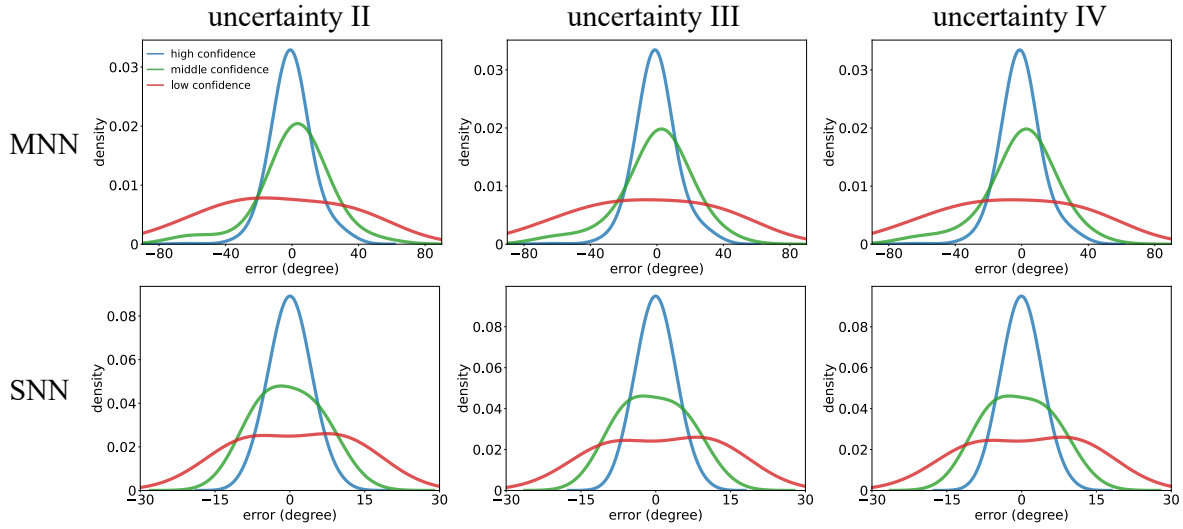 uncertainty II uncertainty III uncertainty IV
MNN
density
0.03
0.02
0.01
0
high confidence
middle confidence
low confidence
−80 −40 0 40 80
error (degree)
density
0.03
0.02
0.01
0
−80 −40 0 40 80
error (degree)
density
0.03
0.02
0.01
0
−80 −40 0 40 80
error (degree)
SNN
density
0.08
0.06
0.04
0.02
0
−30 −15 0 15 30
error (degree)
density
0.08
0.06
0.04
0.02
0
−30 −15 0 15 30
error (degree)
density
0.08
0.06
0.04
0.02
0
−30 −15 0 15 30
error (degree)